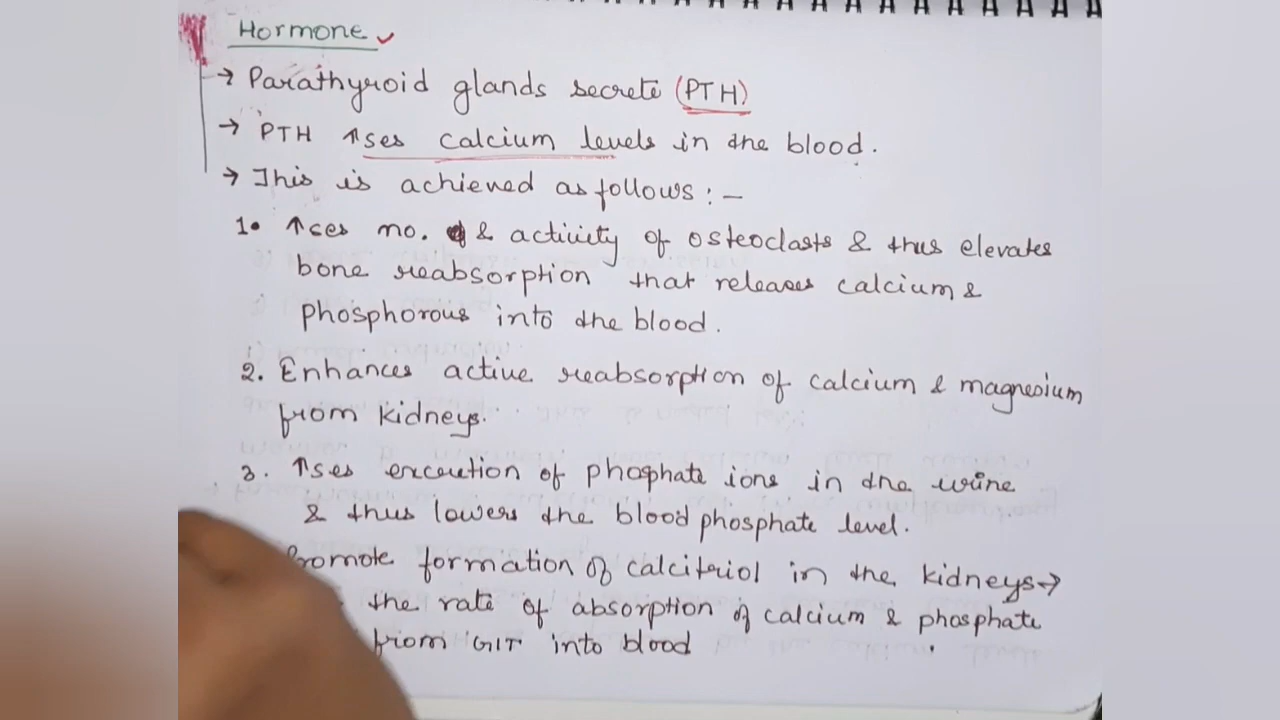 Hormone
→ Parathyroid glands secrete (PTH)
→ PTH ↑ses calcium levels in the blood.
→ This is achieved as follows :-
1. ↑ses no. & activity of osteoclasts & thus elevates
bone reabsorption that releases calcium &
phosphorous into the blood.
2. Enhances active reabsorption of calcium & magnesium
from kidneys.
3. ↑ses excretion of phosphate ions in the urine
& thus lowers the blood phosphate level.
Promote formation of calcitriol in the kidneys →
the rate of absorption of calcium & phosphate
from GIT into blood